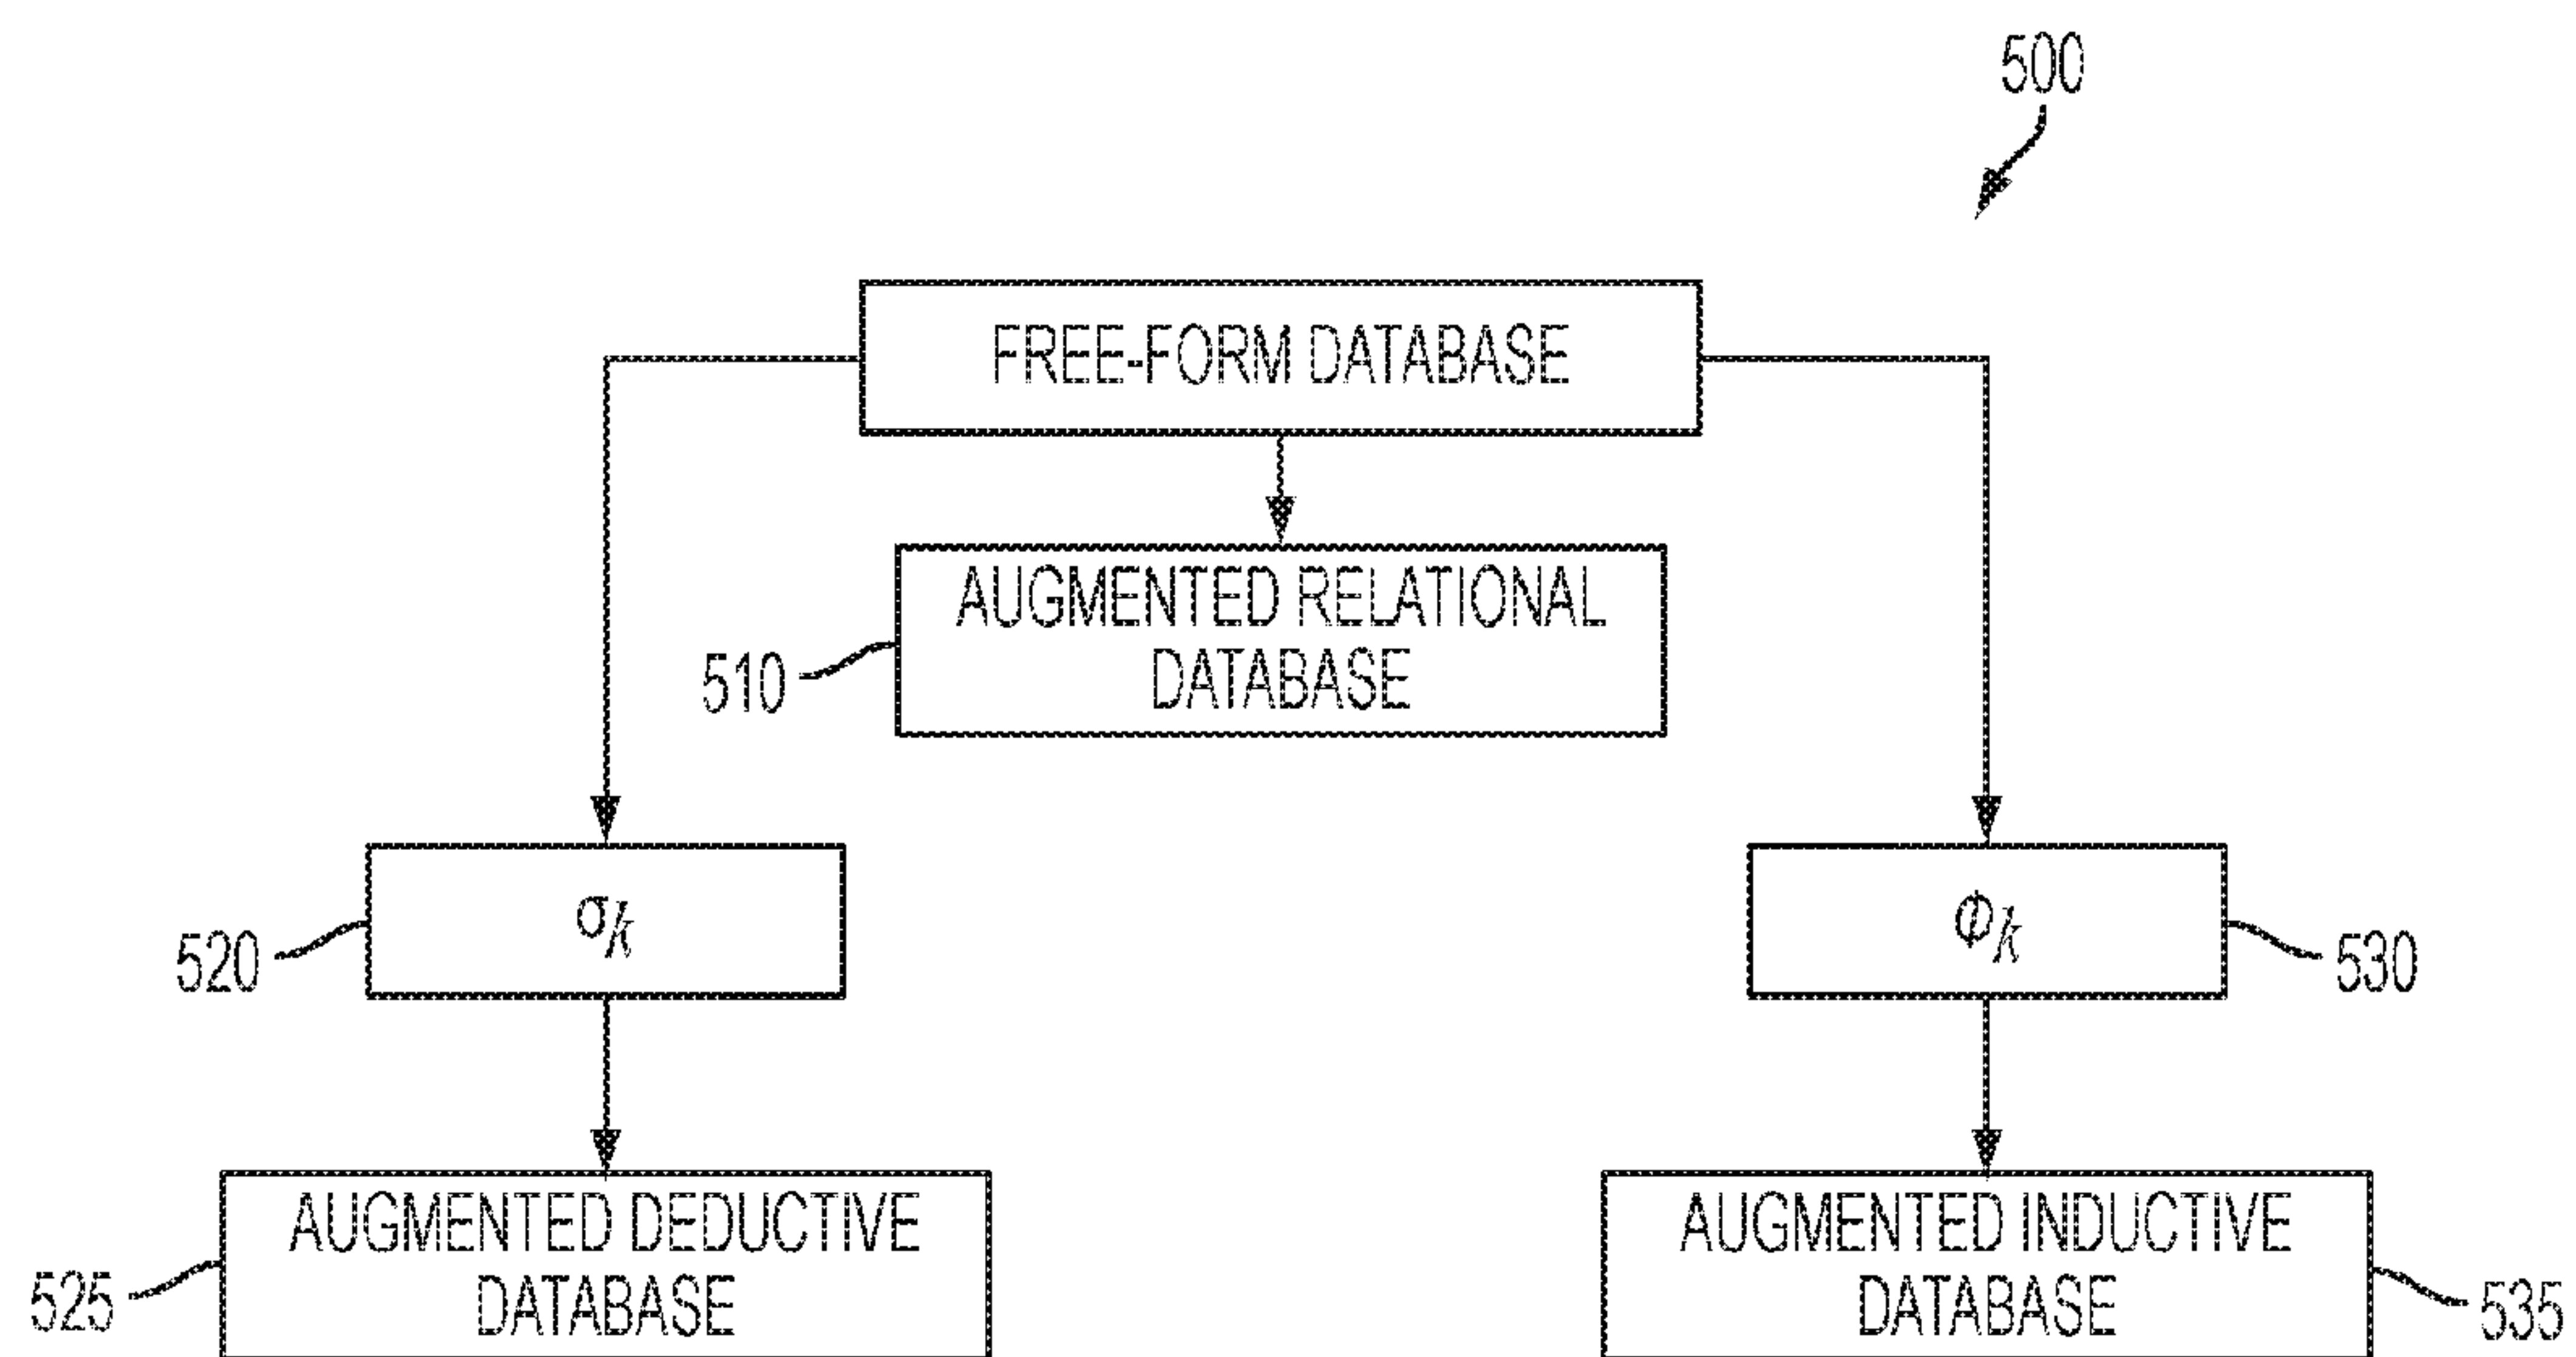 500
FREE-FORM DATABASE
AUGMENTED RELATIONAL
DATABASE
510
σk
520
Φk
530
AUGMENTED DEDUCTIVE
DATABASE
525
AUGMENTED INDUCTIVE
DATABASE
535